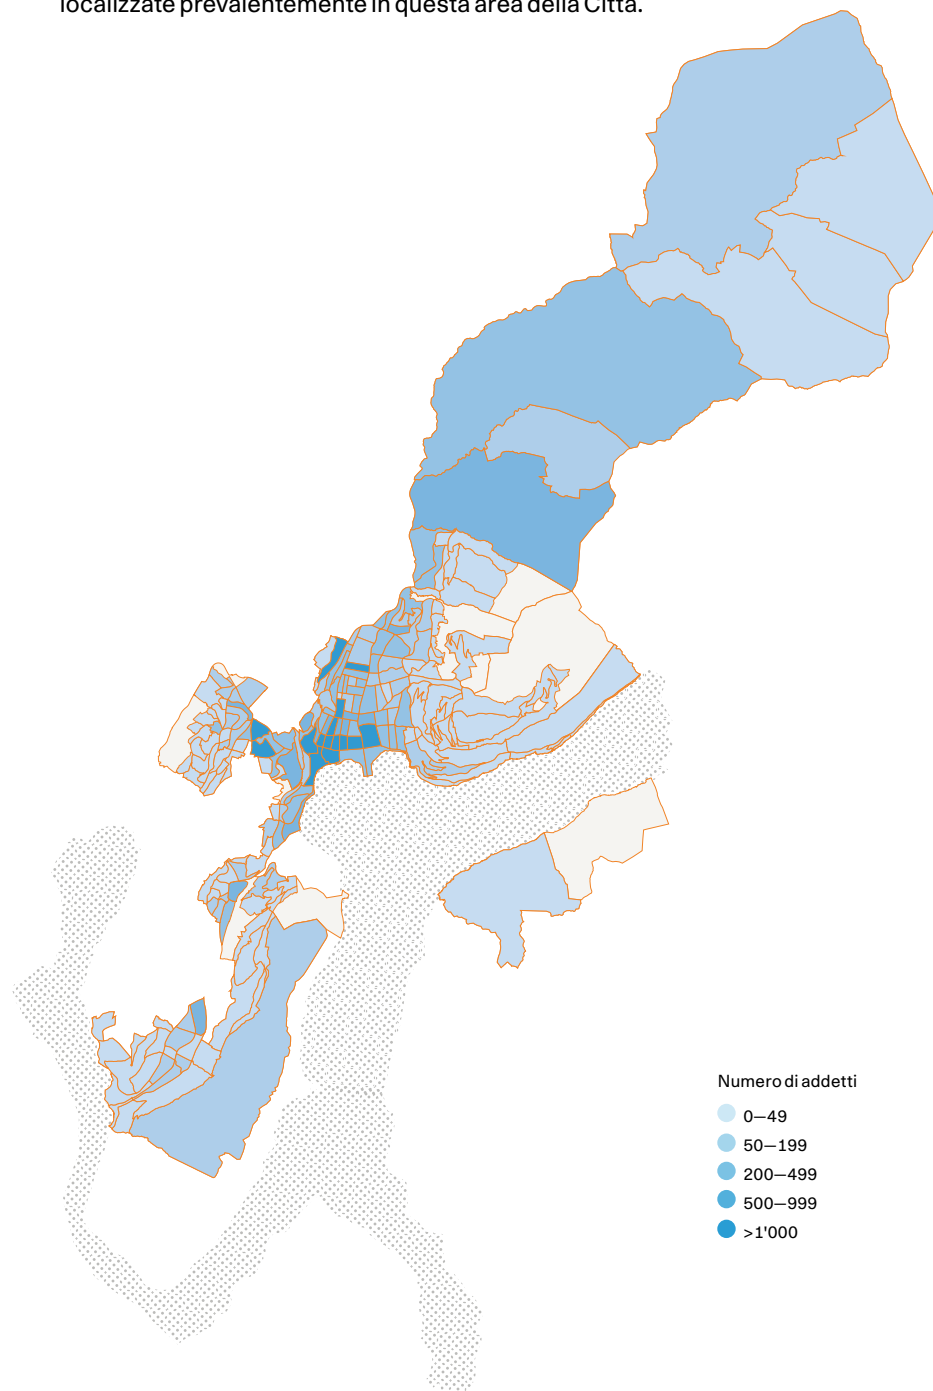 localizzate prevalentemente in questa area della Città.
Numero di addetti
0—49
50—199
200—499
500—999
>1'000